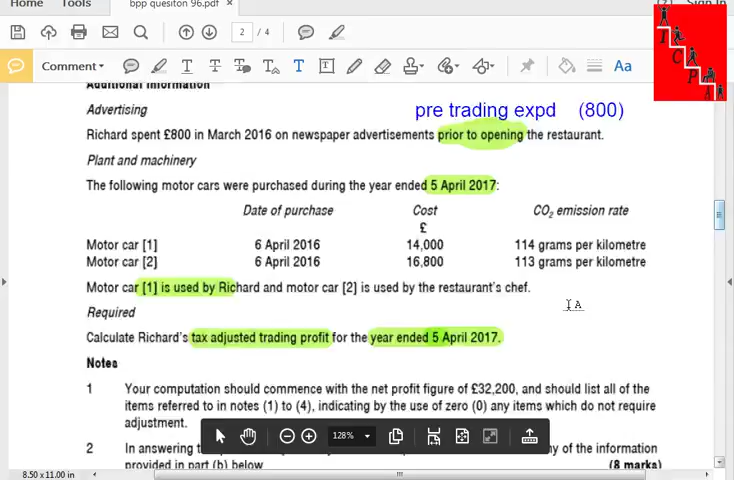 Home Tools bpp quesiton 96.pdf × Sign In
2 / 4
Comment Aa
T
C
P
A
Additional information
Advertising pre trading expd (800)
Richard spent £800 in March 2016 on newspaper advertisements prior to opening the restaurant.
Plant and machinery
The following motor cars were purchased during the year ended 5 April 2017:
Date of purchase Cost CO2 emission rate
£
Motor car [1] 6 April 2016 14,000 114 grams per kilometre
Motor car [2] 6 April 2016 16,800 113 grams per kilometre
Motor car [1] is used by Richard and motor car [2] is used by the restaurant's chef.
Required
Calculate Richard's tax adjusted trading profit for the year ended 5 April 2017.
Notes
1 Your computation should commence with the net profit figure of £32,200, and should list all of the
items referred to in notes (1) to (4), indicating by the use of zero (0) any items which do not require
adjustment.
128%
2 In answering any of the information
provided in part (b) below (8 marks)
8.50 x 11.00 in